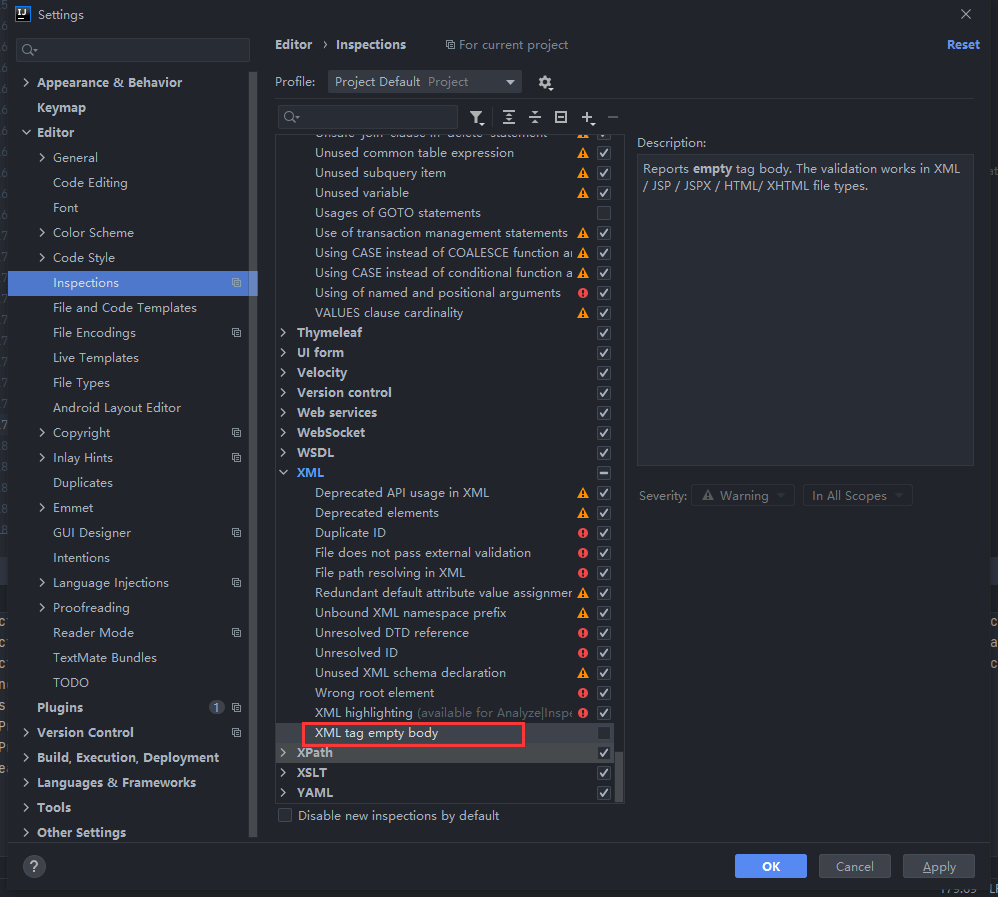 Settings
Appearance & Behavior
Keymap
Editor
General
Code Editing
Font
Color Scheme
Code Style
Inspections
File and Code Templates
File Encodings
Live Templates
File Types
Android Layout Editor
Copyright
Inlay Hints
Duplicates
Emmet
GUI Designer
Intentions
Language Injections
Proofreading
Reader Mode
TextMate Bundles
TODO
Plugins 1
Version Control
Build, Execution, Deployment
Languages & Frameworks
Tools
Other Settings
?
Editor › Inspections For current project Reset
Profile: Project Default Project
Unsafe 'join' clause in 'delete' statement
Unused common table expression
Unused subquery item
Unused variable
Usages of GOTO statements
Use of transaction management statements
Using CASE instead of COALESCE function
Using CASE instead of conditional function a
Using of named and positional arguments
VALUES clause cardinality
Thymeleaf
UI form
Velocity
Version control
Web services
WebSocket
WSDL
XML
Deprecated API usage in XML
Deprecated elements
Duplicate ID
File does not pass external validation
File path resolving in XML
Redundant default attribute value assignmer
Unbound XML namespace prefix
Unresolved DTD reference
Unresolved ID
Unused XML schema declaration
Wrong root element
XML highlighting (available for Analyze|Inspe
XML tag empty body
XPath
XSLT
YAML
Disable new inspections by default
Description:
Reports empty tag body. The validation works in XML
/ JSP / JSPX / HTML/ XHTML file types.
Severity: Warning In All Scopes
OK Cancel Apply